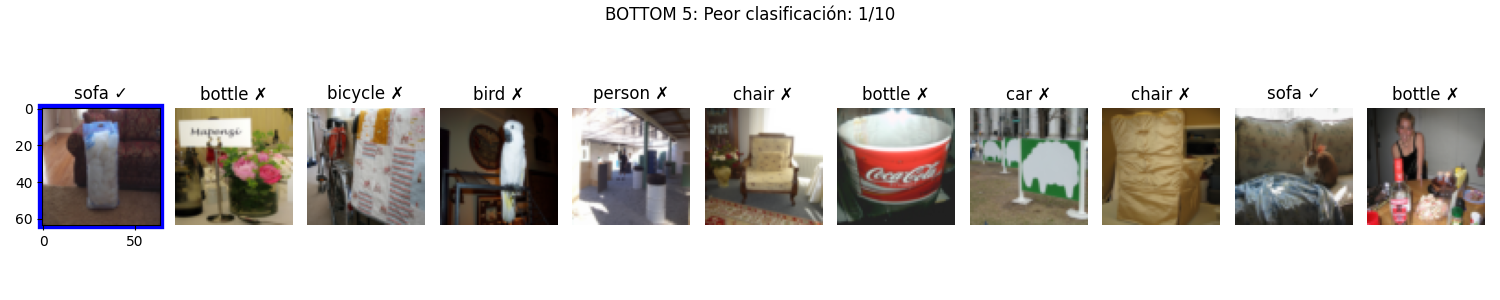 BOTTOM 5: Peor clasificación: 1/10
sofa ✓
bottle ✗
bicycle ✗
bird ✗
person ✗
chair ✗
bottle ✗
car ✗
chair ✗
sofa ✓
bottle ✗
0
20
40
60
0
50
Mapenzi
Coca-Cola